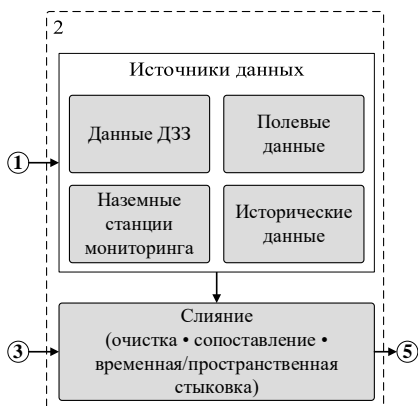 2
Источники данных
Данные ДЗЗ
Полевые
данные
1
Наземные
станции
мониторинга
Исторические
данные
Слияние
(очистка • сопоставление •
временная/пространственная
стыковка)
3
5